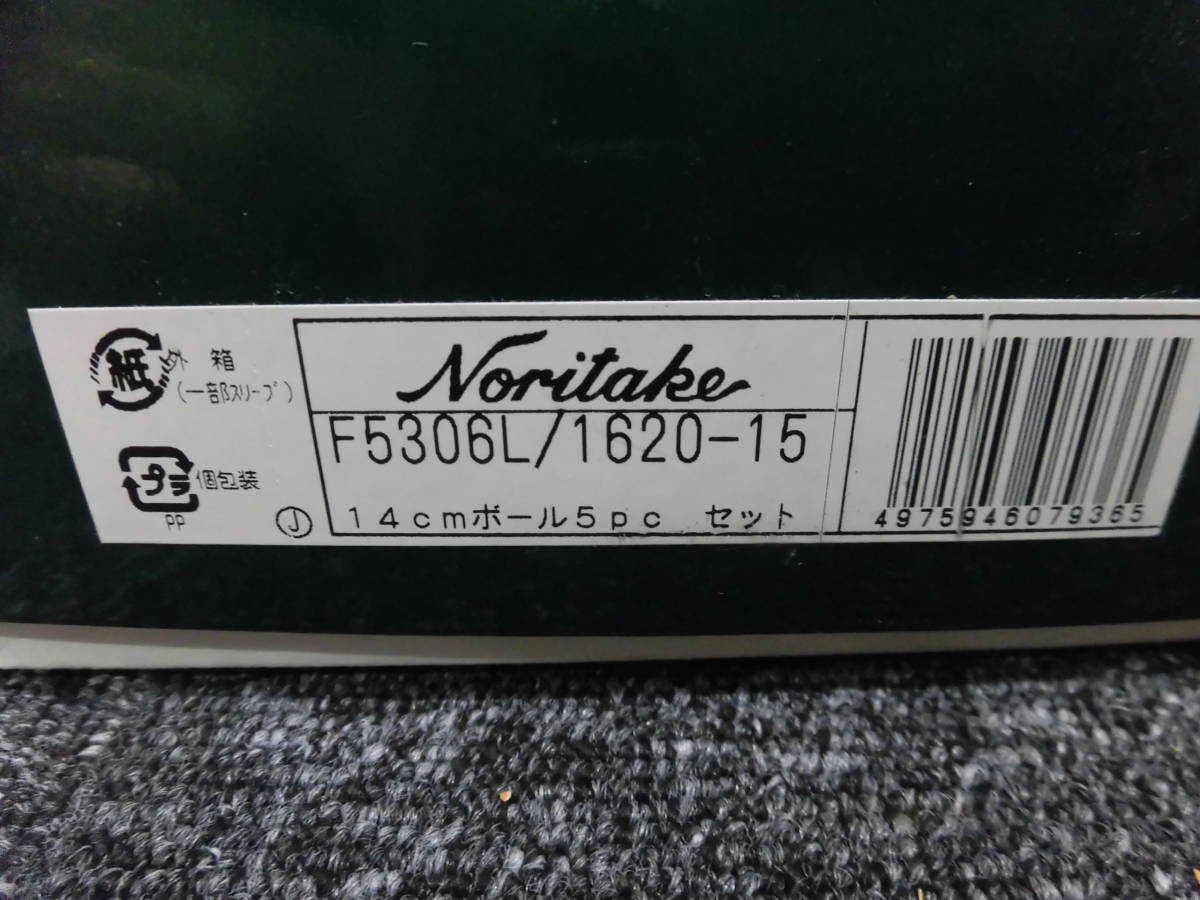 紙 外箱
(一部スリーブ)
プラ 個包装
PP
Ⓙ
Noritake
F5306L/1620-15
14cmボール5pc セット
4975946079365